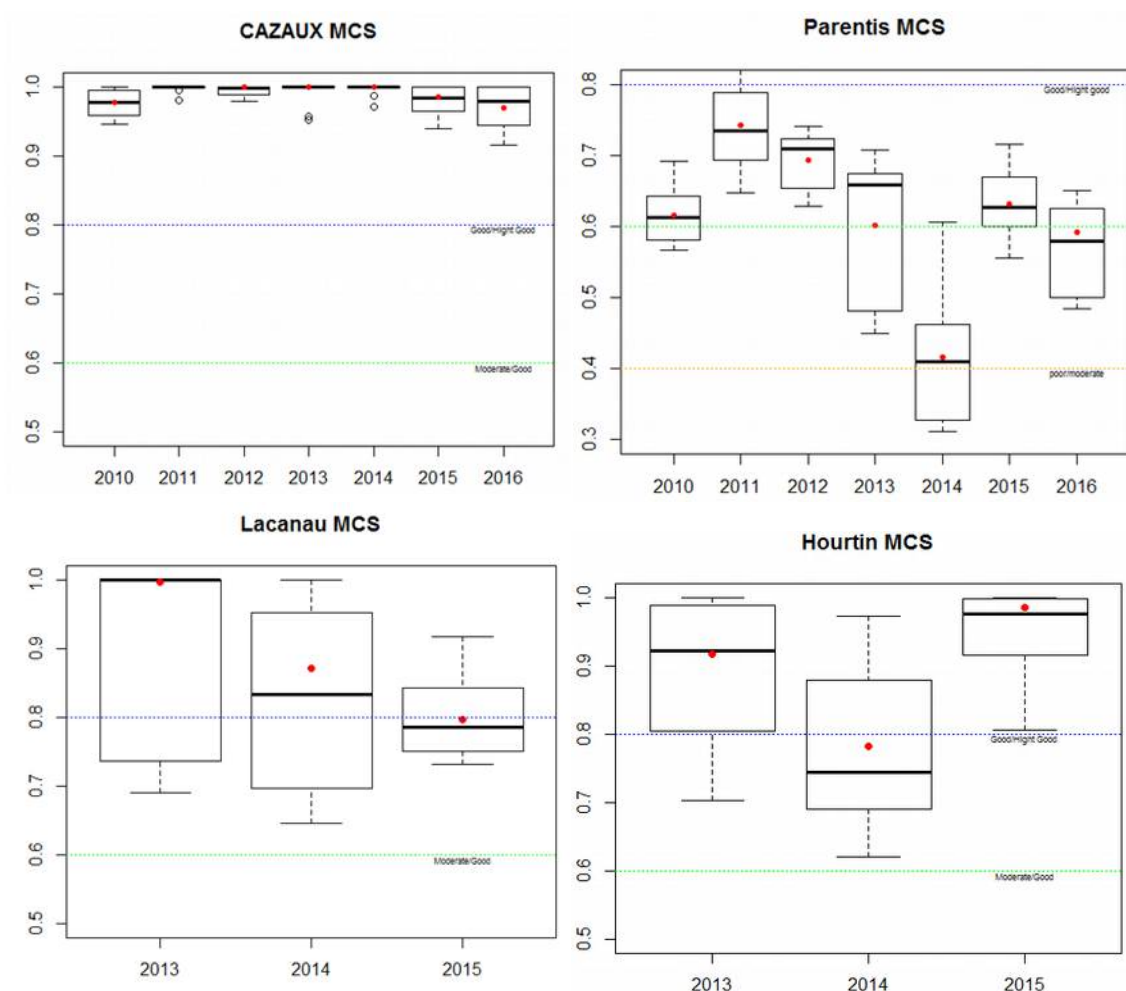 CAZAUX MCS
1.0
0.9
0.8
0.7
0.6
0.5
Good/Hight Good
Moderate/Good
2010 2011 2012 2013 2014 2015 2016
Parentis MCS
0.8
0.7
0.6
0.5
0.4
0.3
Good/Hight good
poor/moderate
2010 2011 2012 2013 2014 2015 2016
Lacanau MCS
1.0
0.9
0.8
0.7
0.6
0.5
Moderate/Good
2013 2014 2015
Hourtin MCS
1.0
0.9
0.8
0.7
0.6
0.5
Good/Hight Good
Moderate/Good
2013 2014 2015